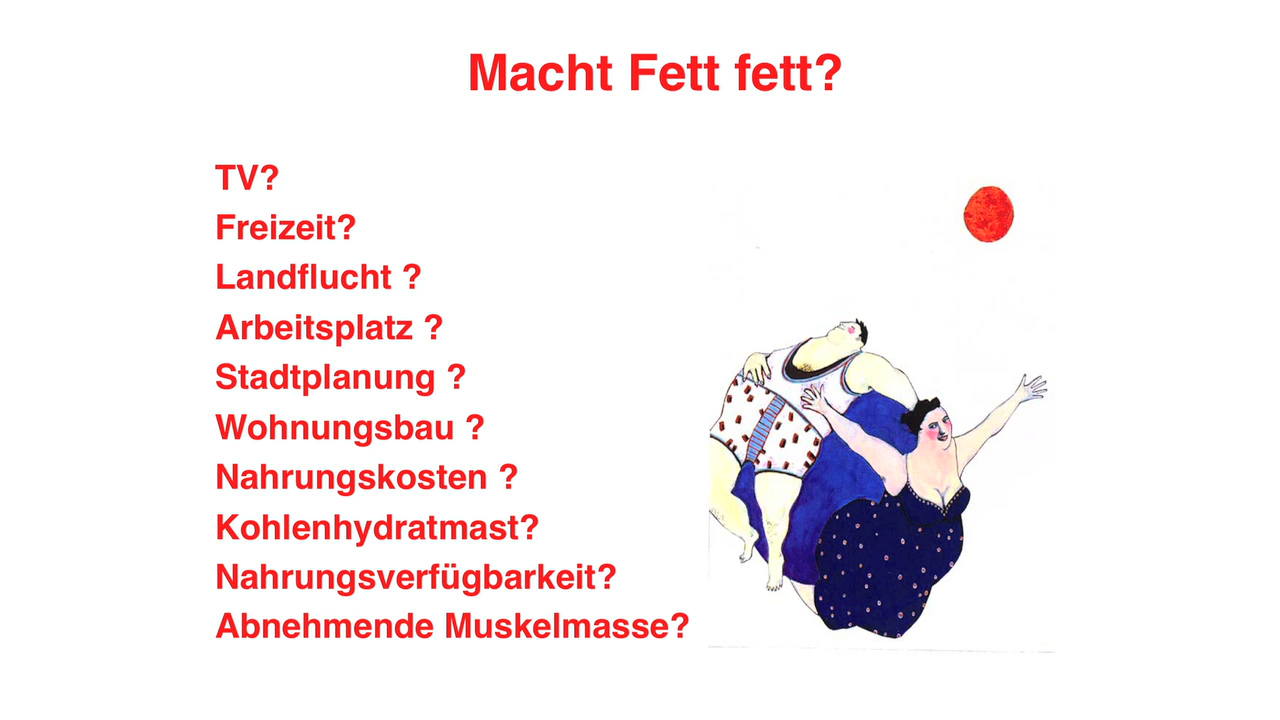 Macht Fett fett?
TV?
Freizeit?
Landflucht ?
Arbeitsplatz ?
Stadtplanung ?
Wohnungsbau ?
Nahrungskosten ?
Kohlenhydratmast?
Nahrungsverfügbarkeit?
Abnehmende Muskelmasse?